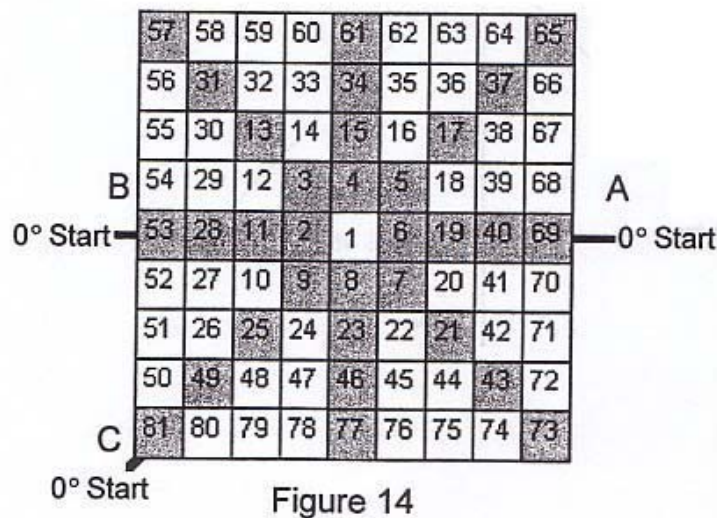 57 58 59 60 61 62 63 64 65
56 31 32 33 34 35 36 37 66
55 30 13 14 15 16 17 38 67
B 54 29 12 3 4 5 18 39 68 A
0° Start 53 28 11 2 1 6 19 40 69 0° Start
52 27 10 9 8 7 20 41 70
51 26 25 24 23 22 21 42 71
50 49 48 47 46 45 44 43 72
C 81 80 79 78 77 76 75 74 73
0° Start
Figure 14